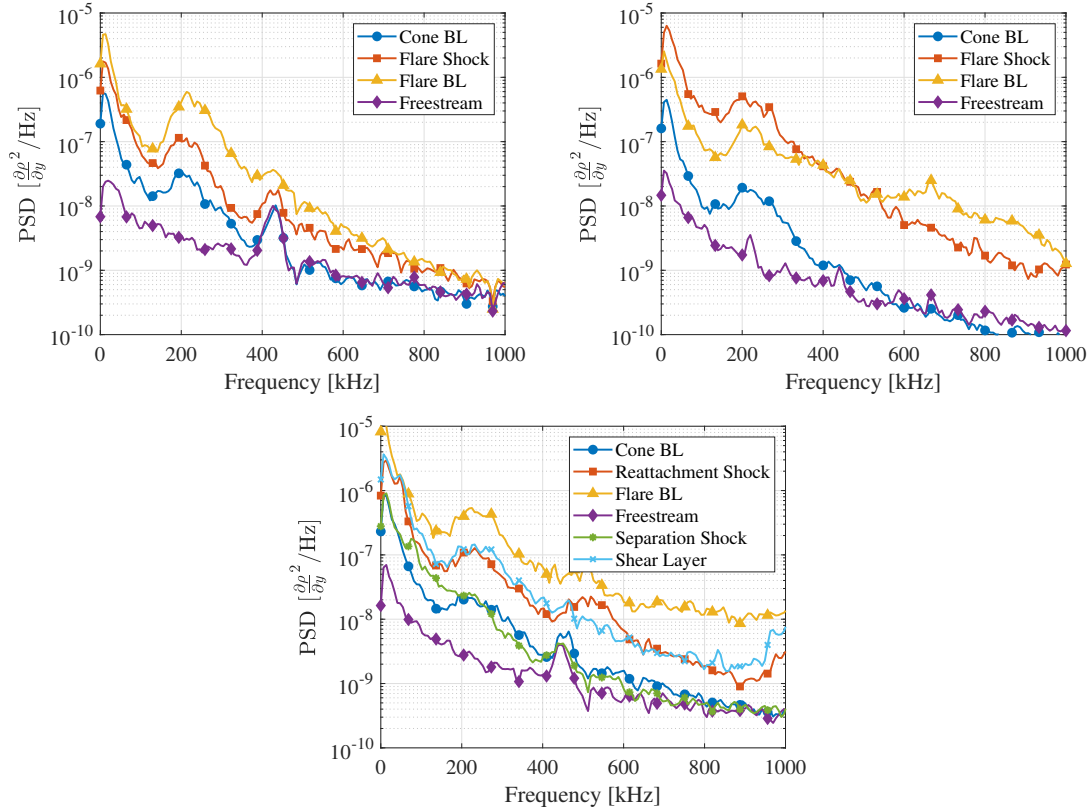 10^-5
10^-6
10^-7
10^-8
10^-9
10^-10
PSD [∂ρ/∂y ^2/Hz]
0 200 400 600 800 1000
Frequency [kHz]
Cone BL
Flare Shock
Flare BL
Freestream
10^-5
10^-6
10^-7
10^-8
10^-9
10^-10
PSD [∂ρ/∂y ^2/Hz]
0 200 400 600 800 1000
Frequency [kHz]
Cone BL
Flare Shock
Flare BL
Freestream
10^-5
10^-6
10^-7
10^-8
10^-9
10^-10
PSD [∂ρ/∂y ^2/Hz]
0 200 400 600 800 1000
Frequency [kHz]
Cone BL
Reattachment Shock
Flare BL
Freestream
Separation Shock
Shear Layer